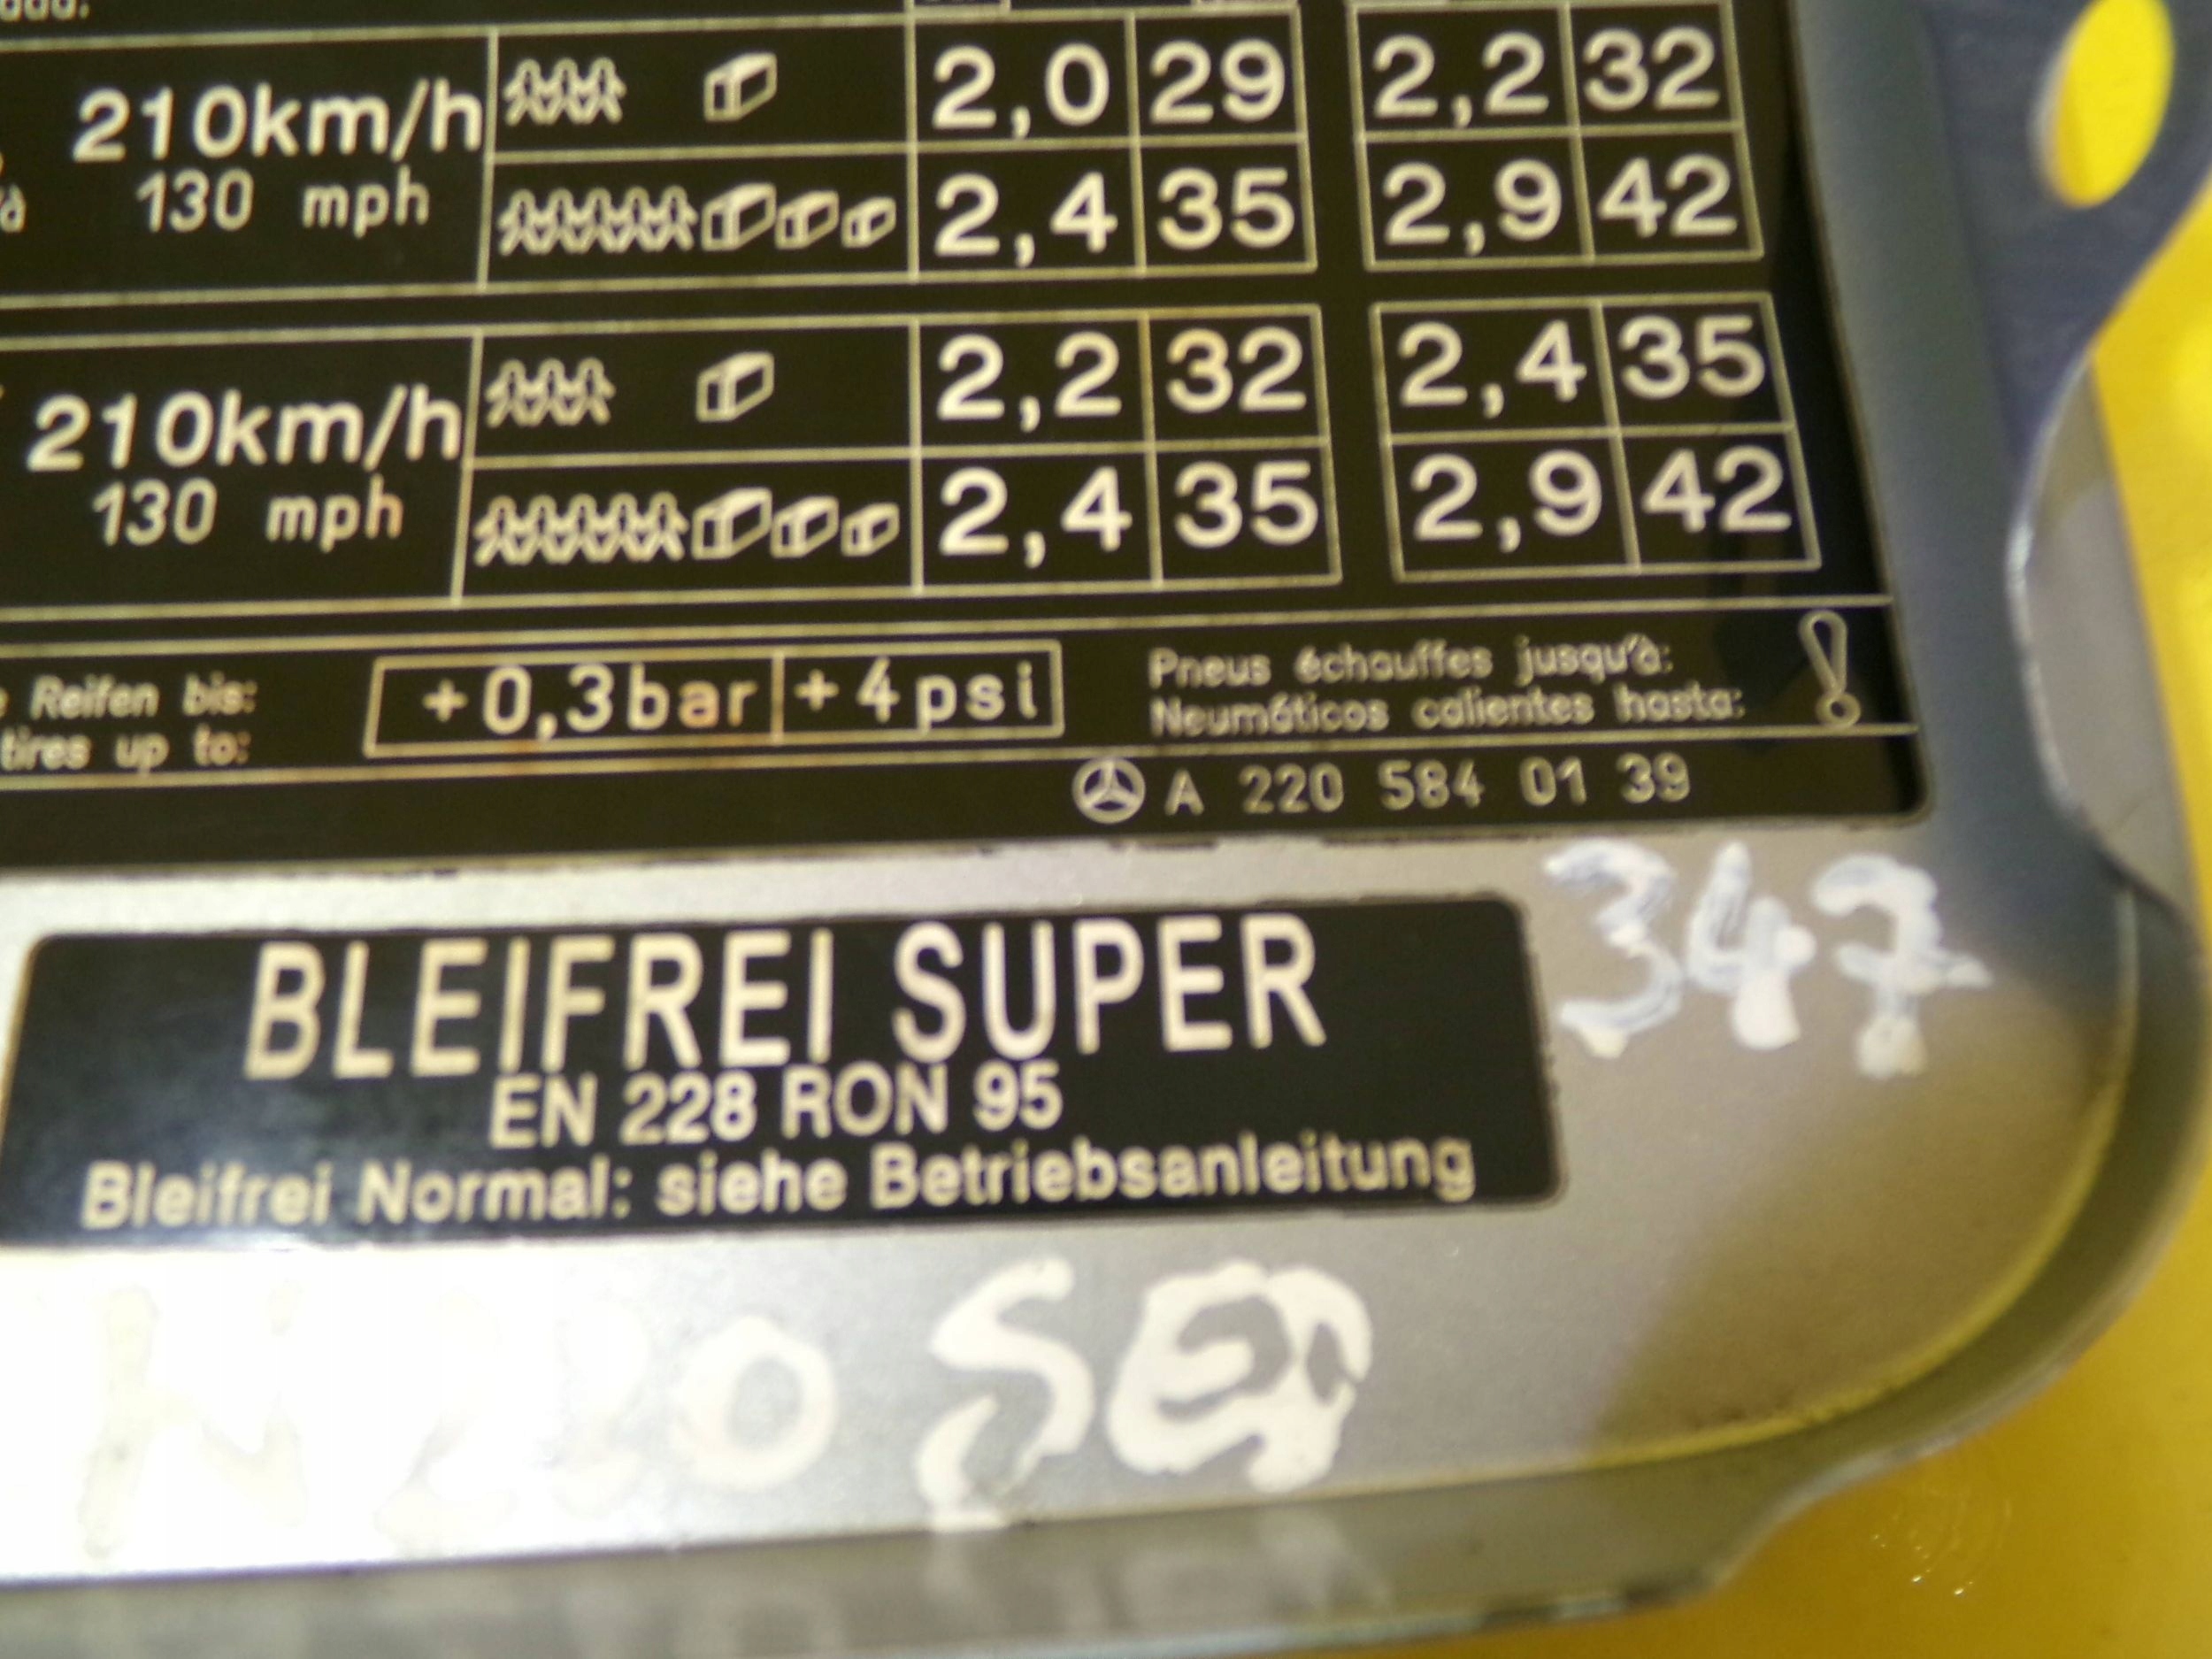 2,0 29 2,2 32
210km/h
130 mph
2,4 35 2,9 42
2,2 32 2,4 35
210km/h
130 mph
2,4 35 2,9 42
Reifen bis: +0,3bar +4psi Pneus échauffes jusqu'à:
tires up to: Neumáticos calientes hasta:
A 220 584 01 39
347
BLEIFREI SUPER
EN 228 RON 95
Bleifrei Normal: siehe Betriebsanleitung
W220